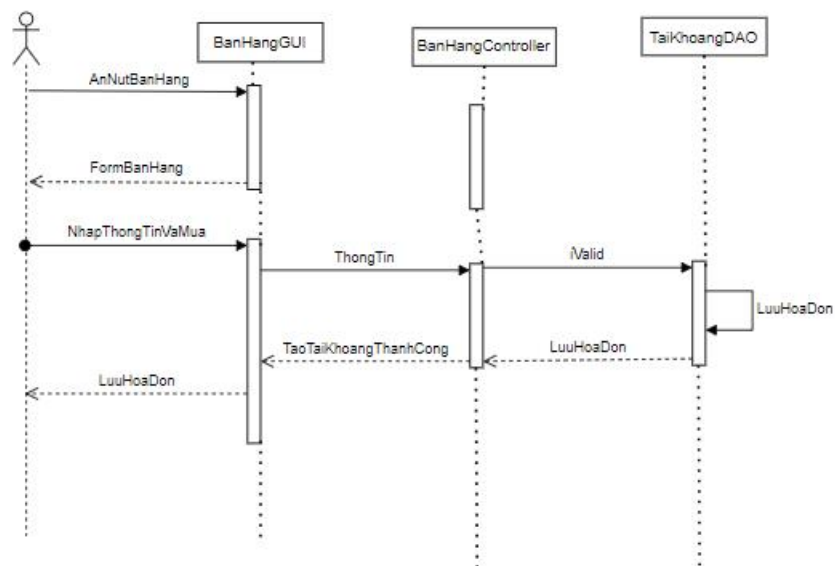 BanHangGUI
BanHangController
TaiKhoangDAO
AnNutBanHang
FormBanHang
NhapThongTinVaMua
ThongTin
iValid
LuuHoaDon
TaoTaiKhoangThanhCong
LuuHoaDon
LuuHoaDon